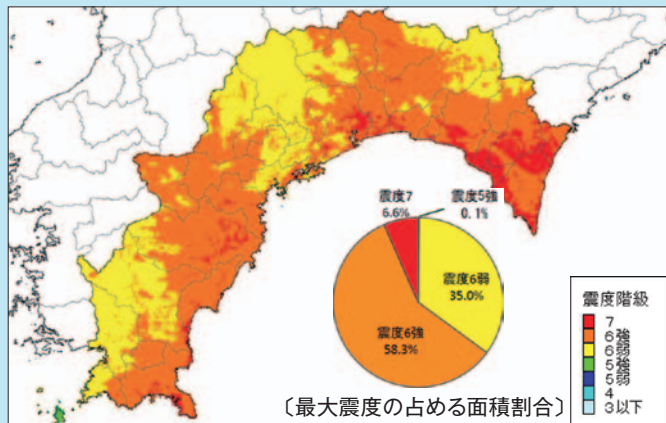 震度7
6.6%
震度5強
0.1%
震度6弱
35.0%
震度6強
58.3%
〔最大震度の占める面積割合〕
震度階級
7
6強
6弱
5強
5弱
4
3以下